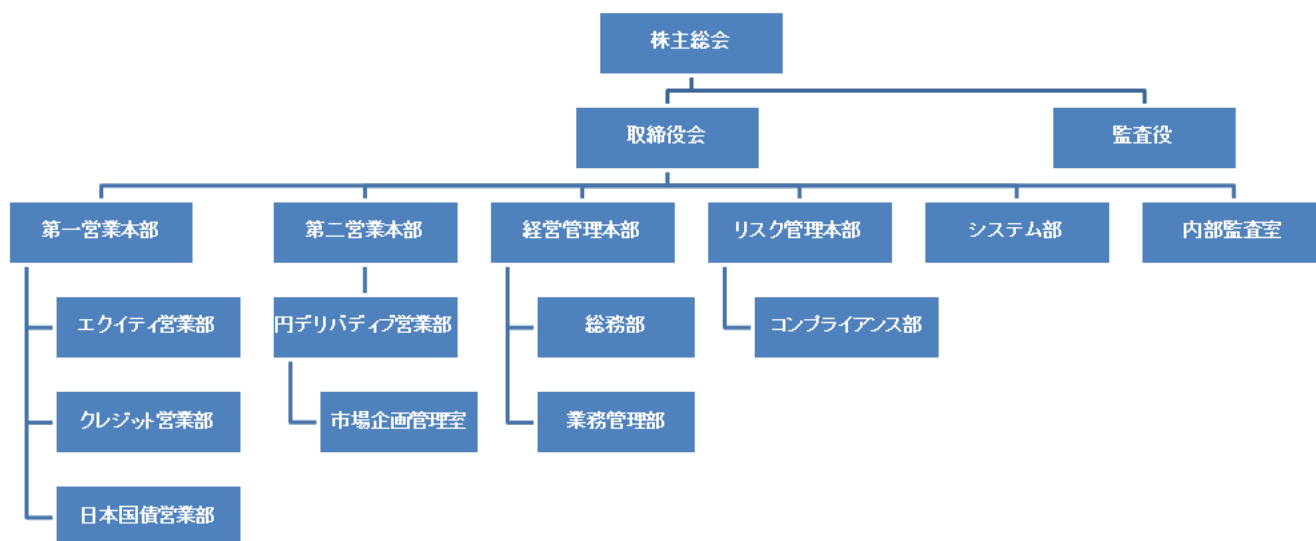 株主総会
取締役会
監査役
第一営業本部
第二営業本部
経営管理本部
リスク管理本部
システム部
内部監査室
エクイティ営業部
円デリバティブ営業部
総務部
コンプライアンス部
クレジット営業部
市場企画管理室
業務管理部
日本国債営業部